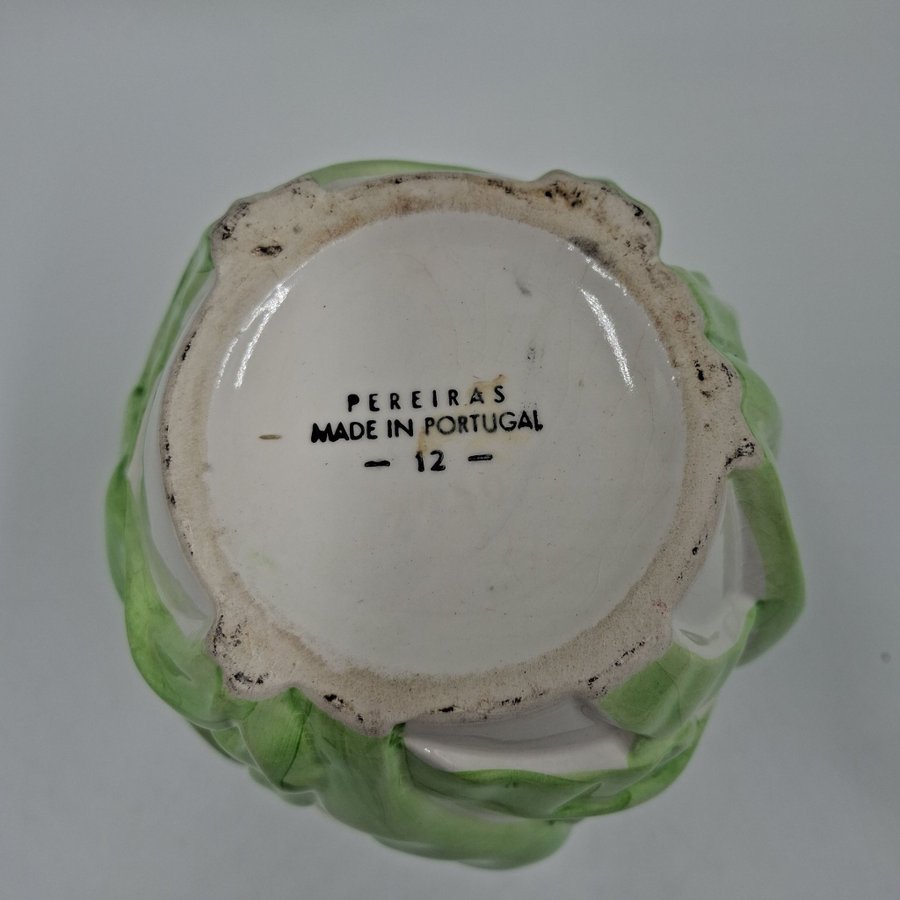 PEREIRAS
MADE IN PORTUGAL
— 12 —